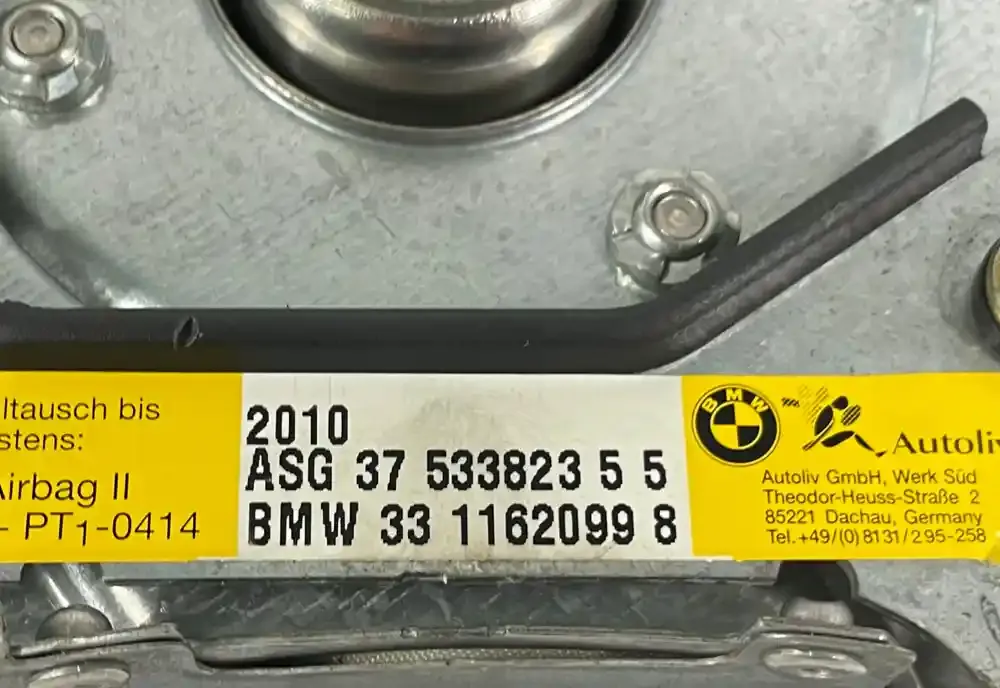 ltausch bis
stens:
Airbag II
- PT1-0414
2010
ASG 37 533823 5 5
BMW 33 1162099 8
BMW
Autoliv
Autoliv GmbH, Werk Süd
Theodor-Heuss-Straße 2
85221 Dachau, Germany
Tel.+49/(0)8131/295-258